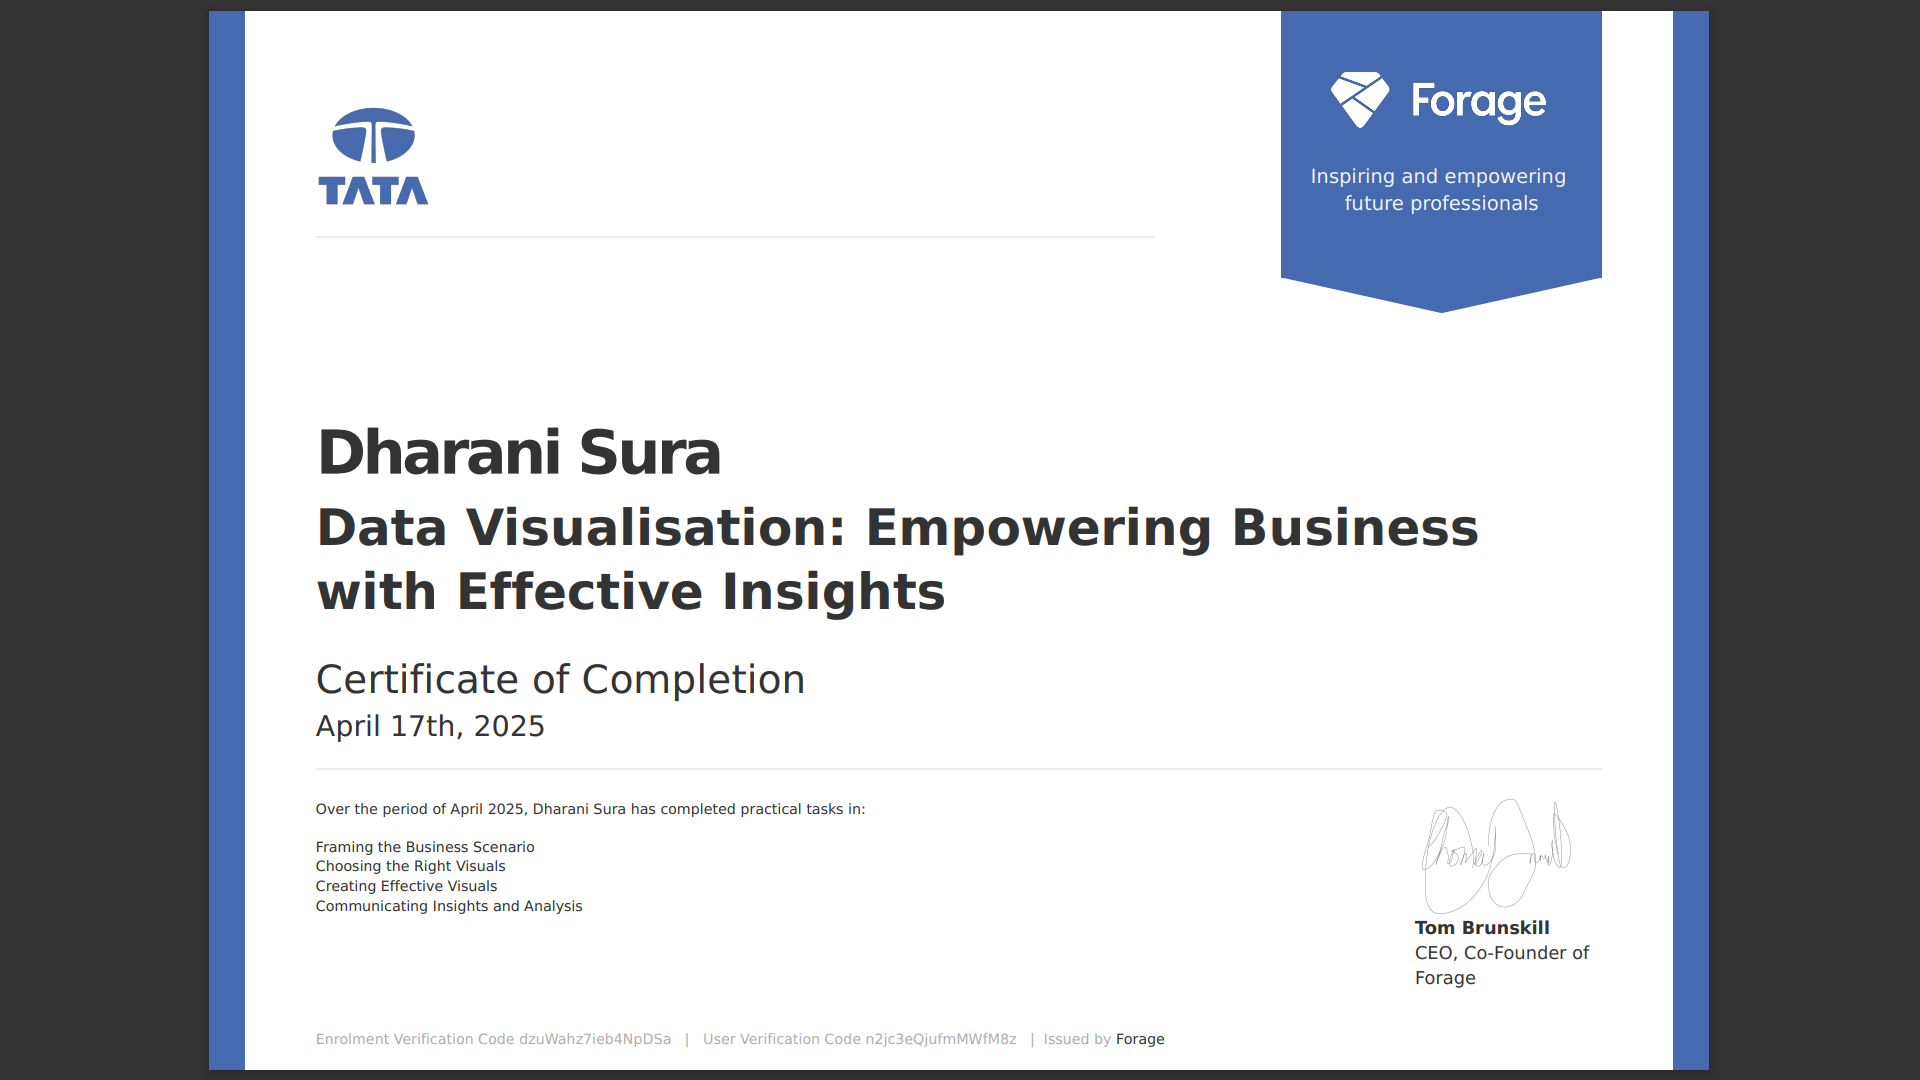 TATA
Forage
Inspiring and empowering
future professionals
Dharani Sura
Data Visualisation: Empowering Business
with Effective Insights
Certificate of Completion
April 17th, 2025
Over the period of April 2025, Dharani Sura has completed practical tasks in:
Framing the Business Scenario
Choosing the Right Visuals
Creating Effective Visuals
Communicating Insights and Analysis
Tom Brunskill
CEO, Co-Founder of
Forage
Enrolment Verification Code dzuWahz7ieb4NpDSa | User Verification Code n2jc3eQjufmMWfM8z | Issued by Forage